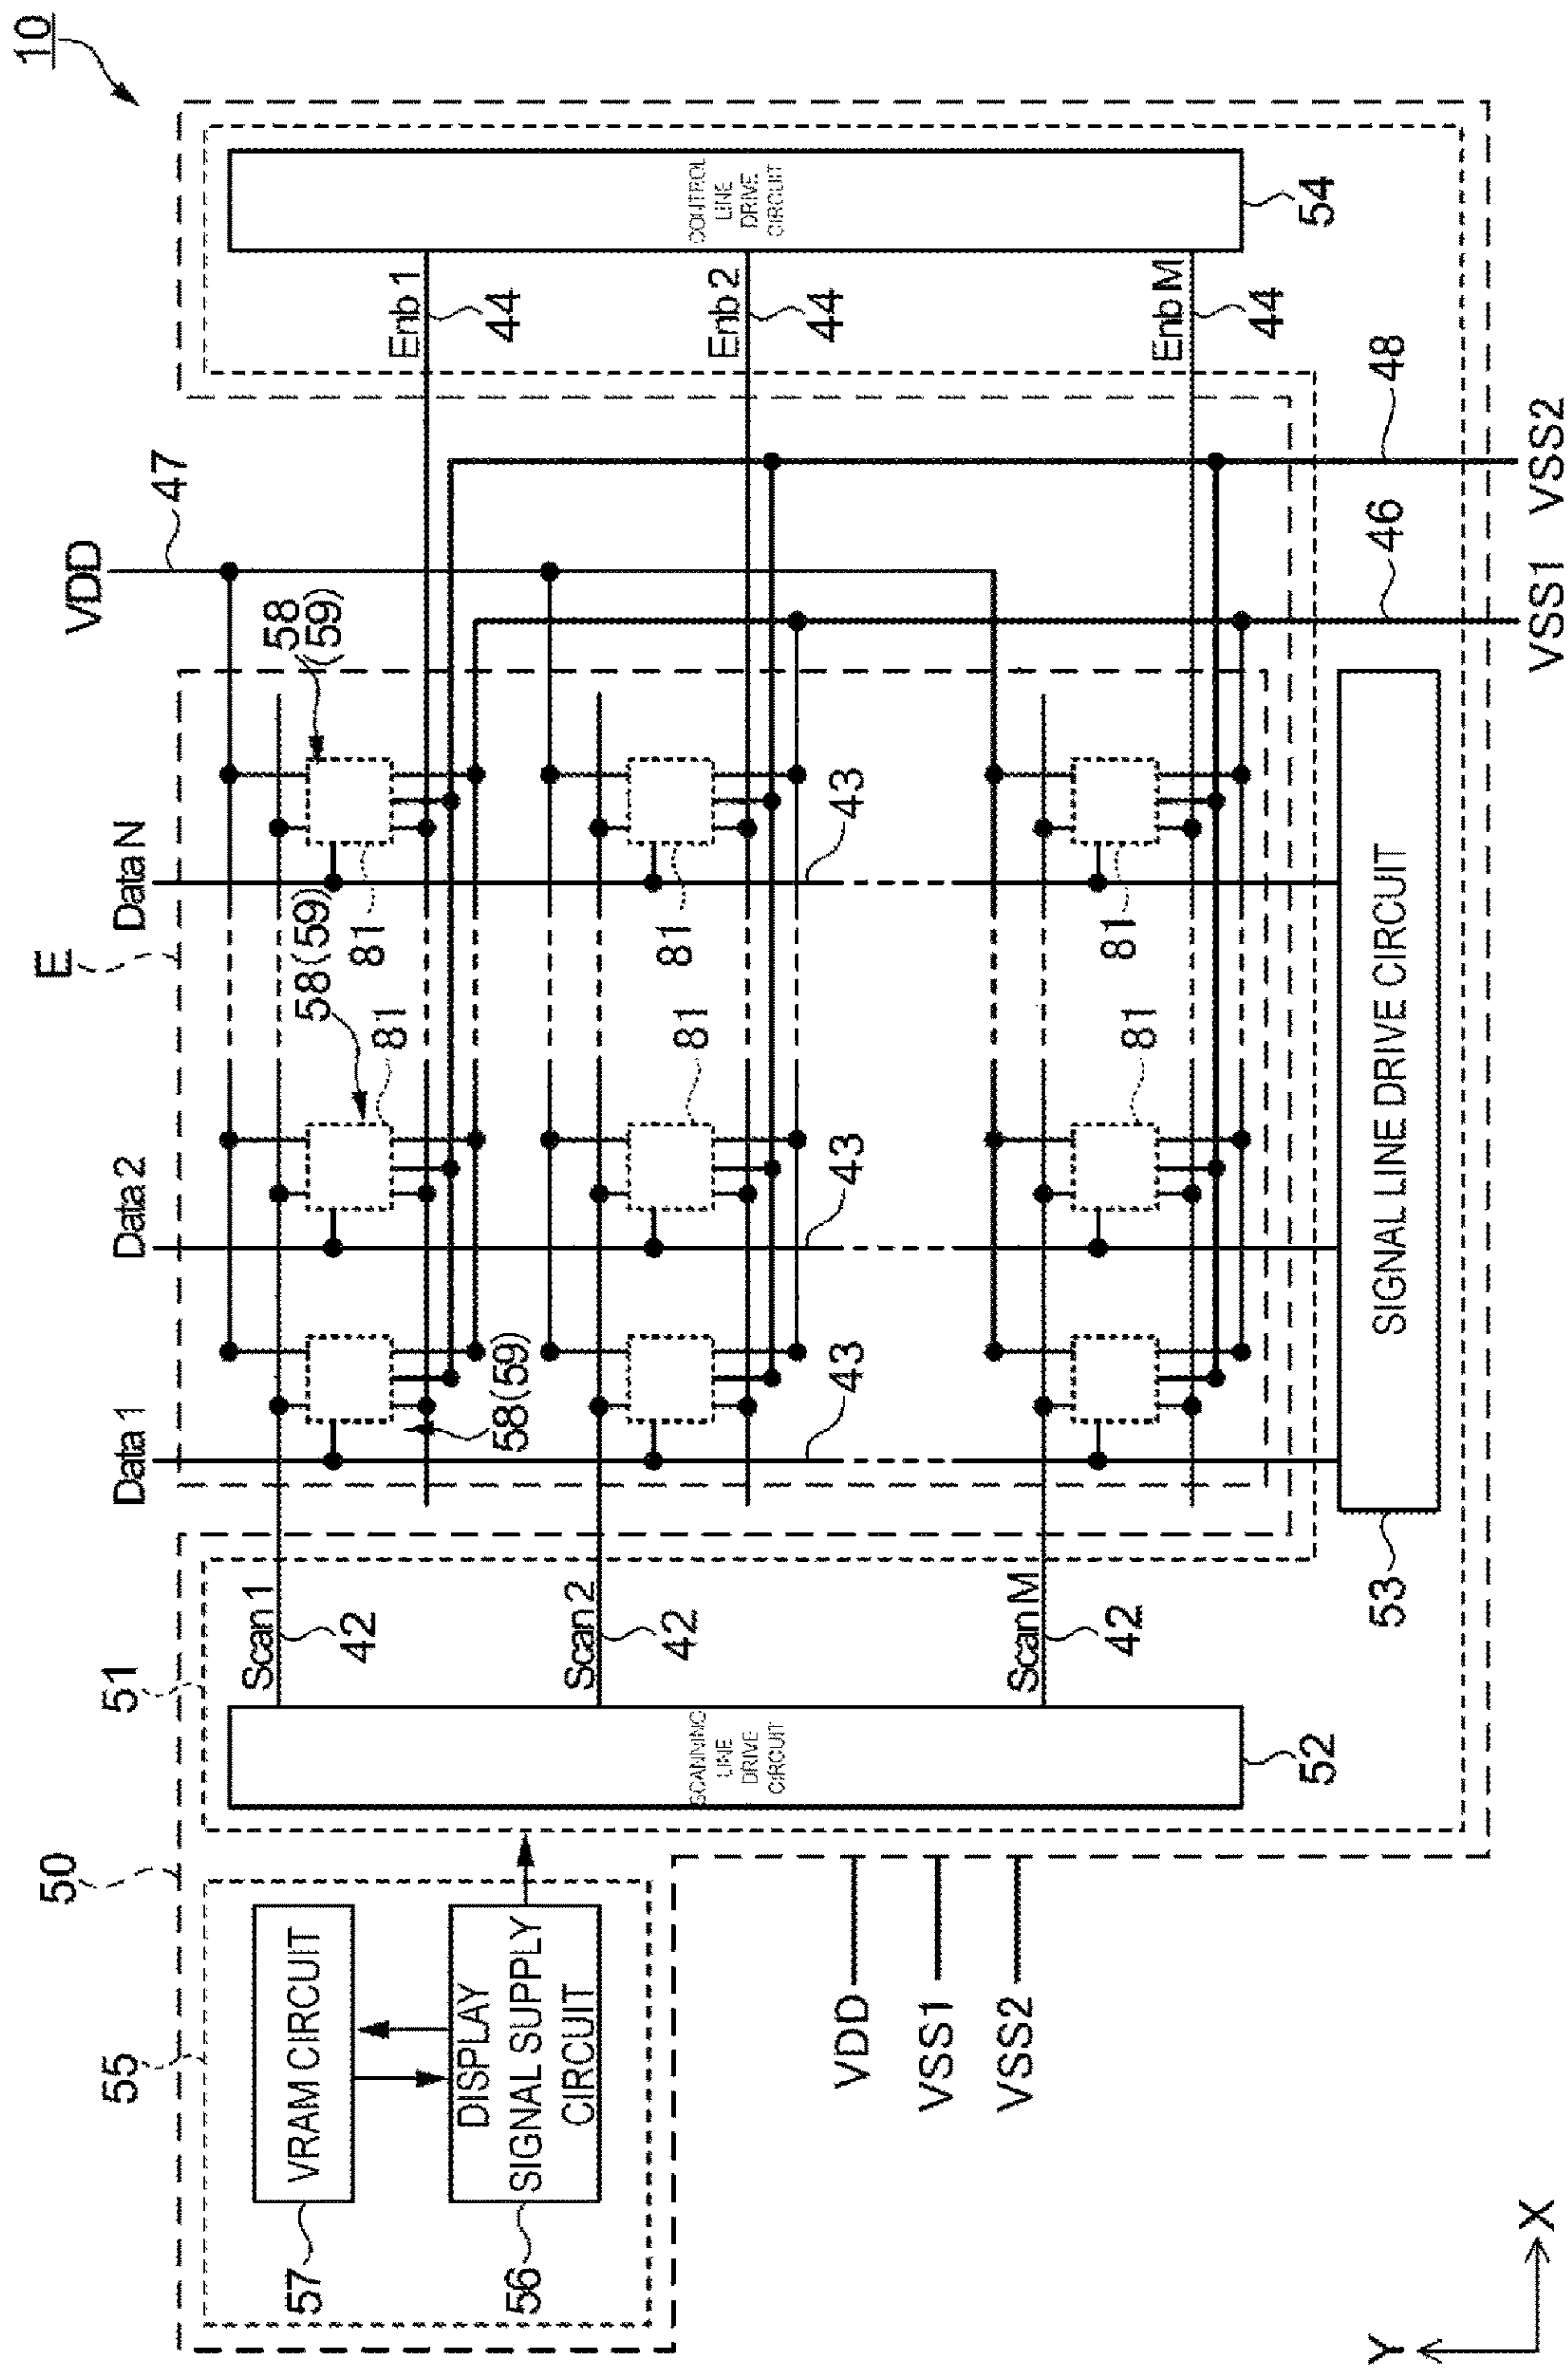 10
VDD
47
E
Data 1
Data 2
Data N
50
51
55
58
(59)
58(59)
58(59)
81
81
81
81
81
81
Scan 1
42
Scan 2
42
Scan M
42
43
43
43
Enb 1
44
Enb 2
44
Enb M
44
CONTROL
LINE
DRIVE
CIRCUIT
54
SCANNING
LINE
DRIVE
CIRCUIT
52
VRAM CIRCUIT
57
DISPLAY
SIGNAL SUPPLY
CIRCUIT
56
VDD
VSS1
VSS2
SIGNAL LINE DRIVE CIRCUIT
53
48
46
VSS1
VSS2
Y
X